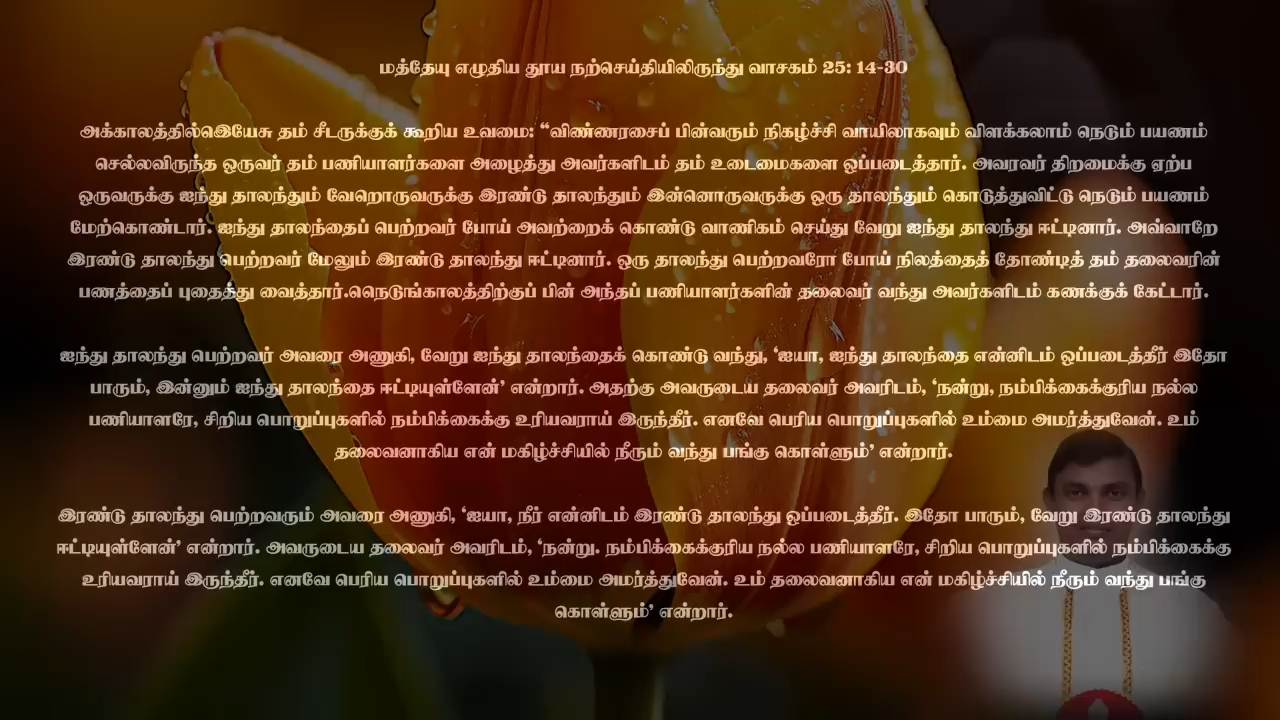 மத்தேயு எழுதிய தூய நற்செய்தியிலிருந்து வாசகம் 25: 14-30
அக்காலத்தில்இயேசு தம் சீடருக்குக் கூறிய உவமை: “விண்ணரசைப் பின்வரும் நிகழ்ச்சி வாயிலாகவும் விளக்கலாம் நெடும் பயணம்
செல்லவிருந்த ஒருவர் தம் பணியாளர்களை அழைத்து அவர்களிடம் தம் உடைமைகளை ஒப்படைத்தார். அவரவர் திறமைக்கு ஏற்ப
ஒருவருக்கு ஐந்து தாலந்தும் வேறொருவருக்கு இரண்டு தாலந்தும் இன்னொருவருக்கு ஒரு தாலந்தும் கொடுத்துவிட்டு நெடும் பயணம்
மேற்கொண்டார். ஐந்து தாலந்தைப் பெற்றவர் போய் அவற்றைக் கொண்டு வாணிகம் செய்து வேறு ஐந்து தாலந்து ஈட்டினார். அவ்வாறே
இரண்டு தாலந்து பெற்றவர் மேலும் இரண்டு தாலந்து ஈட்டினார். ஒரு தாலந்து பெற்றவரோ போய் நிலத்தைத் தோண்டித் தம் தலைவரின்
பணத்தைப் புதைத்து வைத்தார்.நெடுங்காலத்திற்குப் பின் அந்தப் பணியாளர்களின் தலைவர் வந்து அவர்களிடம் கணக்குக் கேட்டார்.
ஐந்து தாலந்து பெற்றவர் அவரை அணுகி, வேறு ஐந்து தாலந்தைக் கொண்டு வந்து, ‘ஐயா, ஐந்து தாலந்தை என்னிடம் ஒப்படைத்தீர் இதோ
பாரும், இன்னும் ஐந்து தாலந்தை ஈட்டியுள்ளேன்’ என்றார். அதற்கு அவருடைய தலைவர் அவரிடம், ‘நன்று, நம்பிக்கைக்குரிய நல்ல
பணியாளரே, சிறிய பொறுப்புகளில் நம்பிக்கைக்கு உரியவராய் இருந்தீர். எனவே பெரிய பொறுப்புகளில் உம்மை அமர்த்துவேன். உம்
தலைவனாகிய என் மகிழ்ச்சியில் நீரும் வந்து பங்கு கொள்ளும்’ என்றார்.
இரண்டு தாலந்து பெற்றவரும் அவரை அணுகி, ‘ஐயா, நீர் என்னிடம் இரண்டு தாலந்து ஒப்படைத்தீர். இதோ பாரும், வேறு இரண்டு தாலந்து
ஈட்டியுள்ளேன்’ என்றார். அவருடைய தலைவர் அவரிடம், ‘நன்று. நம்பிக்கைக்குரிய நல்ல பணியாளரே, சிறிய பொறுப்புகளில் நம்பிக்கைக்கு
உரியவராய் இருந்தீர். எனவே பெரிய பொறுப்புகளில் உம்மை அமர்த்துவேன். உம் தலைவனாகிய என் மகிழ்ச்சியில் நீரும் வந்து பங்கு
கொள்ளும்’ என்றார்.